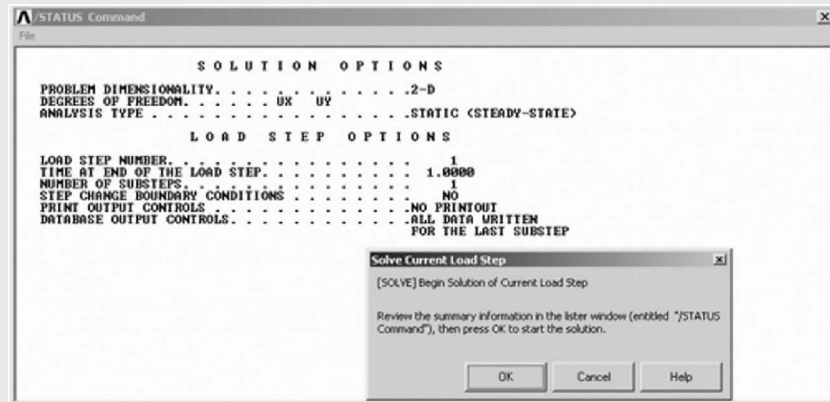 /STATUS Command
File
SOLUTION OPTIONS
PROBLEM DIMENSIONALITY. . . . . . . . . . . . .2-D
DEGREES OF FREEDOM. . . . . . UX UY
ANALYSIS TYPE . . . . . . . . . . . . . . . . .STATIC (STEADY-STATE)
LOAD STEP OPTIONS
LOAD STEP NUMBER. . . . . . . . . . . . . . . . 1
TIME AT END OF THE LOAD STEP. . . . . . . . . . 1.0000
NUMBER OF SUBSTEPS. . . . . . . . . . . . . . . 1
STEP CHANGE BOUNDARY CONDITIONS . . . . . . . . NO
PRINT OUTPUT CONTROLS . . . . . . . . . . . . .NO PRINTOUT
DATABASE OUTPUT CONTROLS. . . . . . . . . . . .ALL DATA WRITTEN
FOR THE LAST SUBSTEP
Solve Current Load Step
[SOLVE] Begin Solution of Current Load Step
Review the summary information in the lister window (entitled "/STATUS
Command"), then press OK to start the solution.
OK Cancel Help